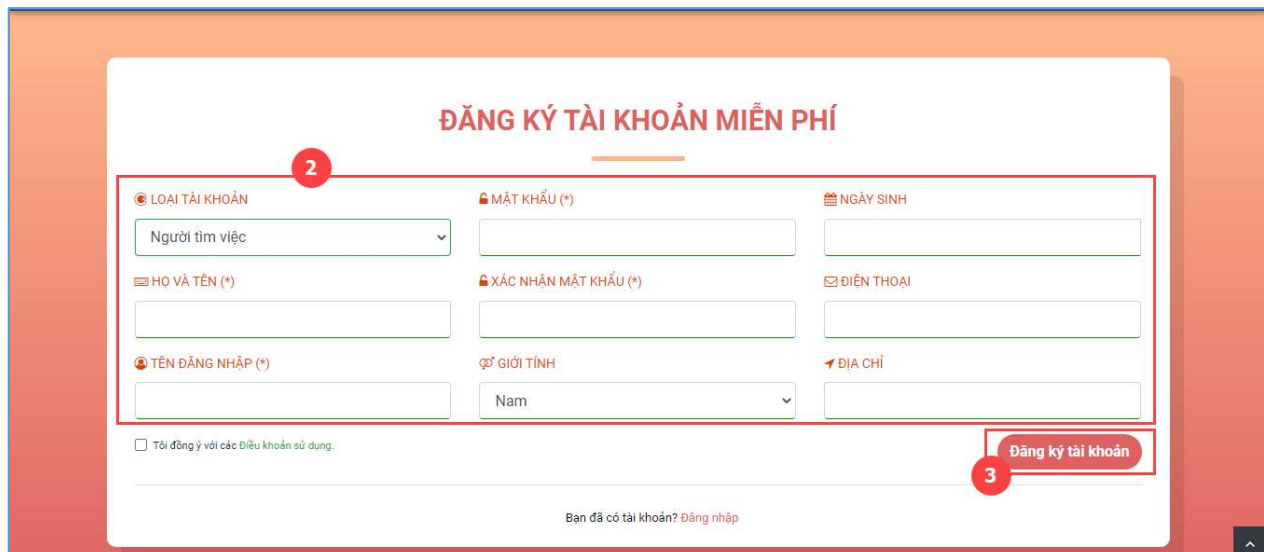 ĐĂNG KÝ TÀI KHOẢN MIỄN PHÍ
2
LOẠI TÀI KHOẢN
MẬT KHẨU (*)
NGÀY SINH
Người tìm việc
HỌ VÀ TÊN (*)
XÁC NHẬN MẬT KHẨU (*)
ĐIỆN THOẠI
TÊN ĐĂNG NHẬP (*)
GIỚI TÍNH
ĐỊA CHỈ
Nam
Tôi đồng ý với các Điều khoản sử dụng.
Đăng ký tài khoản
3
Bạn đã có tài khoản? Đăng nhập